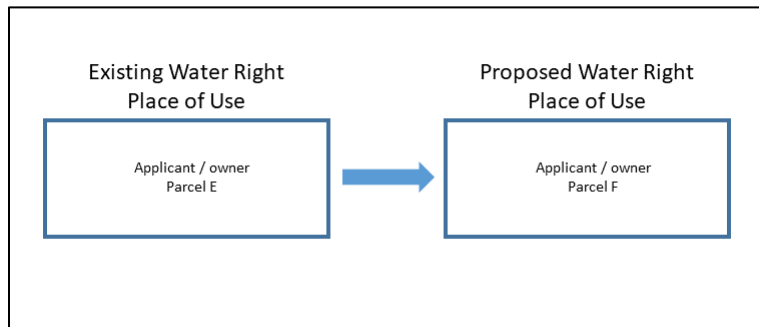 Existing Water Right
Place of Use
Applicant / owner
Parcel E
Proposed Water Right
Place of Use
Applicant / owner
Parcel F